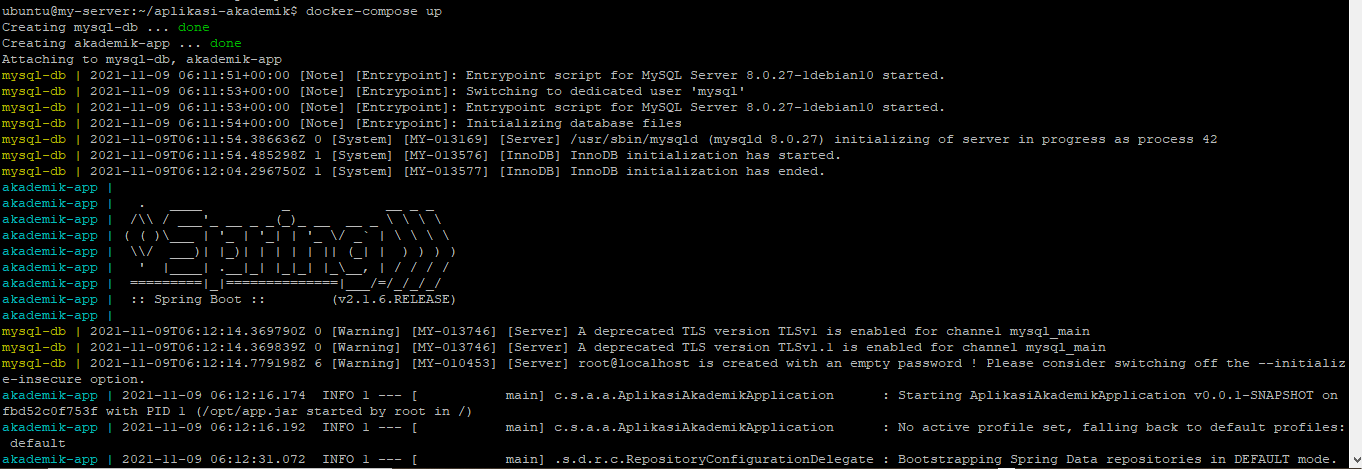 ubuntu@my-server:~/aplikasi-akademik$ docker-compose up
Creating mysql-db ... done
Creating akademik-app ... done
Attaching to mysql-db, akademik-app
mysql-db | 2021-11-09 06:11:51+00:00 [Note] [Entrypoint]: Entrypoint script for MySQL Server 8.0.27-1debian10 started.
mysql-db | 2021-11-09 06:11:53+00:00 [Note] [Entrypoint]: Switching to dedicated user 'mysql'
mysql-db | 2021-11-09 06:11:53+00:00 [Note] [Entrypoint]: Entrypoint script for MySQL Server 8.0.27-1debian10 started.
mysql-db | 2021-11-09 06:11:54+00:00 [Note] [Entrypoint]: Initializing database files
mysql-db | 2021-11-09T06:11:54.386636Z 0 [System] [MY-013169] [Server] /usr/sbin/mysqld (mysqld 8.0.27) initializing of server in progress as process 42
mysql-db | 2021-11-09T06:11:54.485298Z 1 [System] [MY-013576] [InnoDB] InnoDB initialization has started.
mysql-db | 2021-11-09T06:12:04.296750Z 1 [System] [MY-013577] [InnoDB] InnoDB initialization has ended.
akademik-app |
akademik-app |   .   ____          _            __ _ _
akademik-app |  /\\ / ___'_ __ _ _(_)_ __  __ _ \ \ \ \
akademik-app | ( ( )\___ | '_ | '_| | '_ \/ _` | \ \ \ \
akademik-app |  \\/  ___)| |_)| | | | | || (_| |  ) ) ) )
akademik-app |   '  |____| .__|_| |_|_| |_\__, | / / / /
akademik-app |  =========|_|==============|___/=/_/_/_/
akademik-app |  :: Spring Boot ::        (v2.1.6.RELEASE)
akademik-app |
mysql-db | 2021-11-09T06:12:14.369790Z 0 [Warning] [MY-013746] [Server] A deprecated TLS version TLSv1 is enabled for channel mysql_main
mysql-db | 2021-11-09T06:12:14.369839Z 0 [Warning] [MY-013746] [Server] A deprecated TLS version TLSv1.1 is enabled for channel mysql_main
mysql-db | 2021-11-09T06:12:14.779198Z 6 [Warning] [MY-010453] [Server] root@localhost is created with an empty password ! Please consider switching off the --initializ
e-insecure option.
akademik-app | 2021-11-09 06:12:16.174  INFO 1 --- [           main] c.s.a.a.AplikasiAkademikApplication      : Starting AplikasiAkademikApplication v0.0.1-SNAPSHOT on
fbd52c0f753f with PID 1 (/opt/app.jar started by root in /)
akademik-app | 2021-11-09 06:12:16.192  INFO 1 --- [           main] c.s.a.a.AplikasiAkademikApplication      : No active profile set, falling back to default profiles:
 default
akademik-app | 2021-11-09 06:12:31.072  INFO 1 --- [           main] .s.d.r.c.RepositoryConfigurationDelegate : Bootstrapping Spring Data repositories in DEFAULT mode.